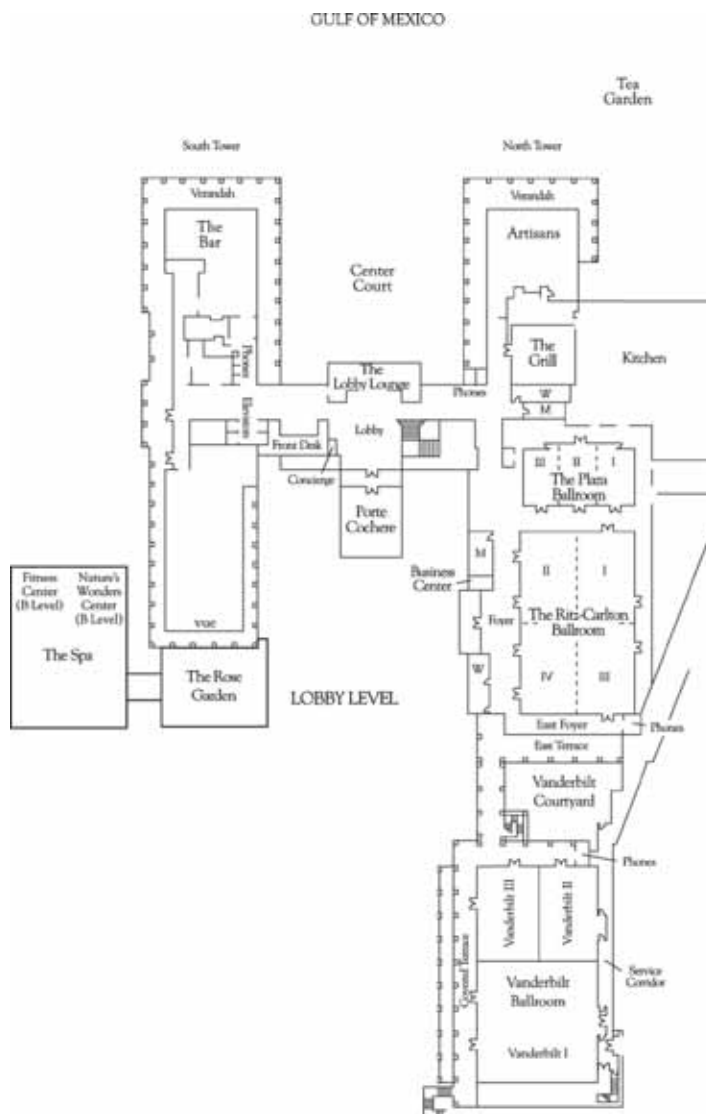 GULF OF MEXICO
Tea
Garden
South Tower
North Tower
Verandah
Verandah
The
Bar
Artisans
Center
Court
The
Grill
Kitchen
Phones
The
Lobby Lounge
Phones
W
M
Elevators
Lobby
Front Desk
Concierge
III
II
I
The Plaza
Ballroom
Porte
Cochere
M
Business
Center
II
I
Fitness
Center
(B Level)
Nature's
Wonders
Center
(B Level)
Foyer
The Ritz-Carlton
Ballroom
vue
The Spa
W
The Rose
Garden
IV
III
LOBBY LEVEL
East Foyer
Phones
East Terrace
Vanderbilt
Courtyard
Phones
Vanderbilt III
Vanderbilt II
Covered Terrace
Service
Corridor
Vanderbilt
Ballroom
Vanderbilt I